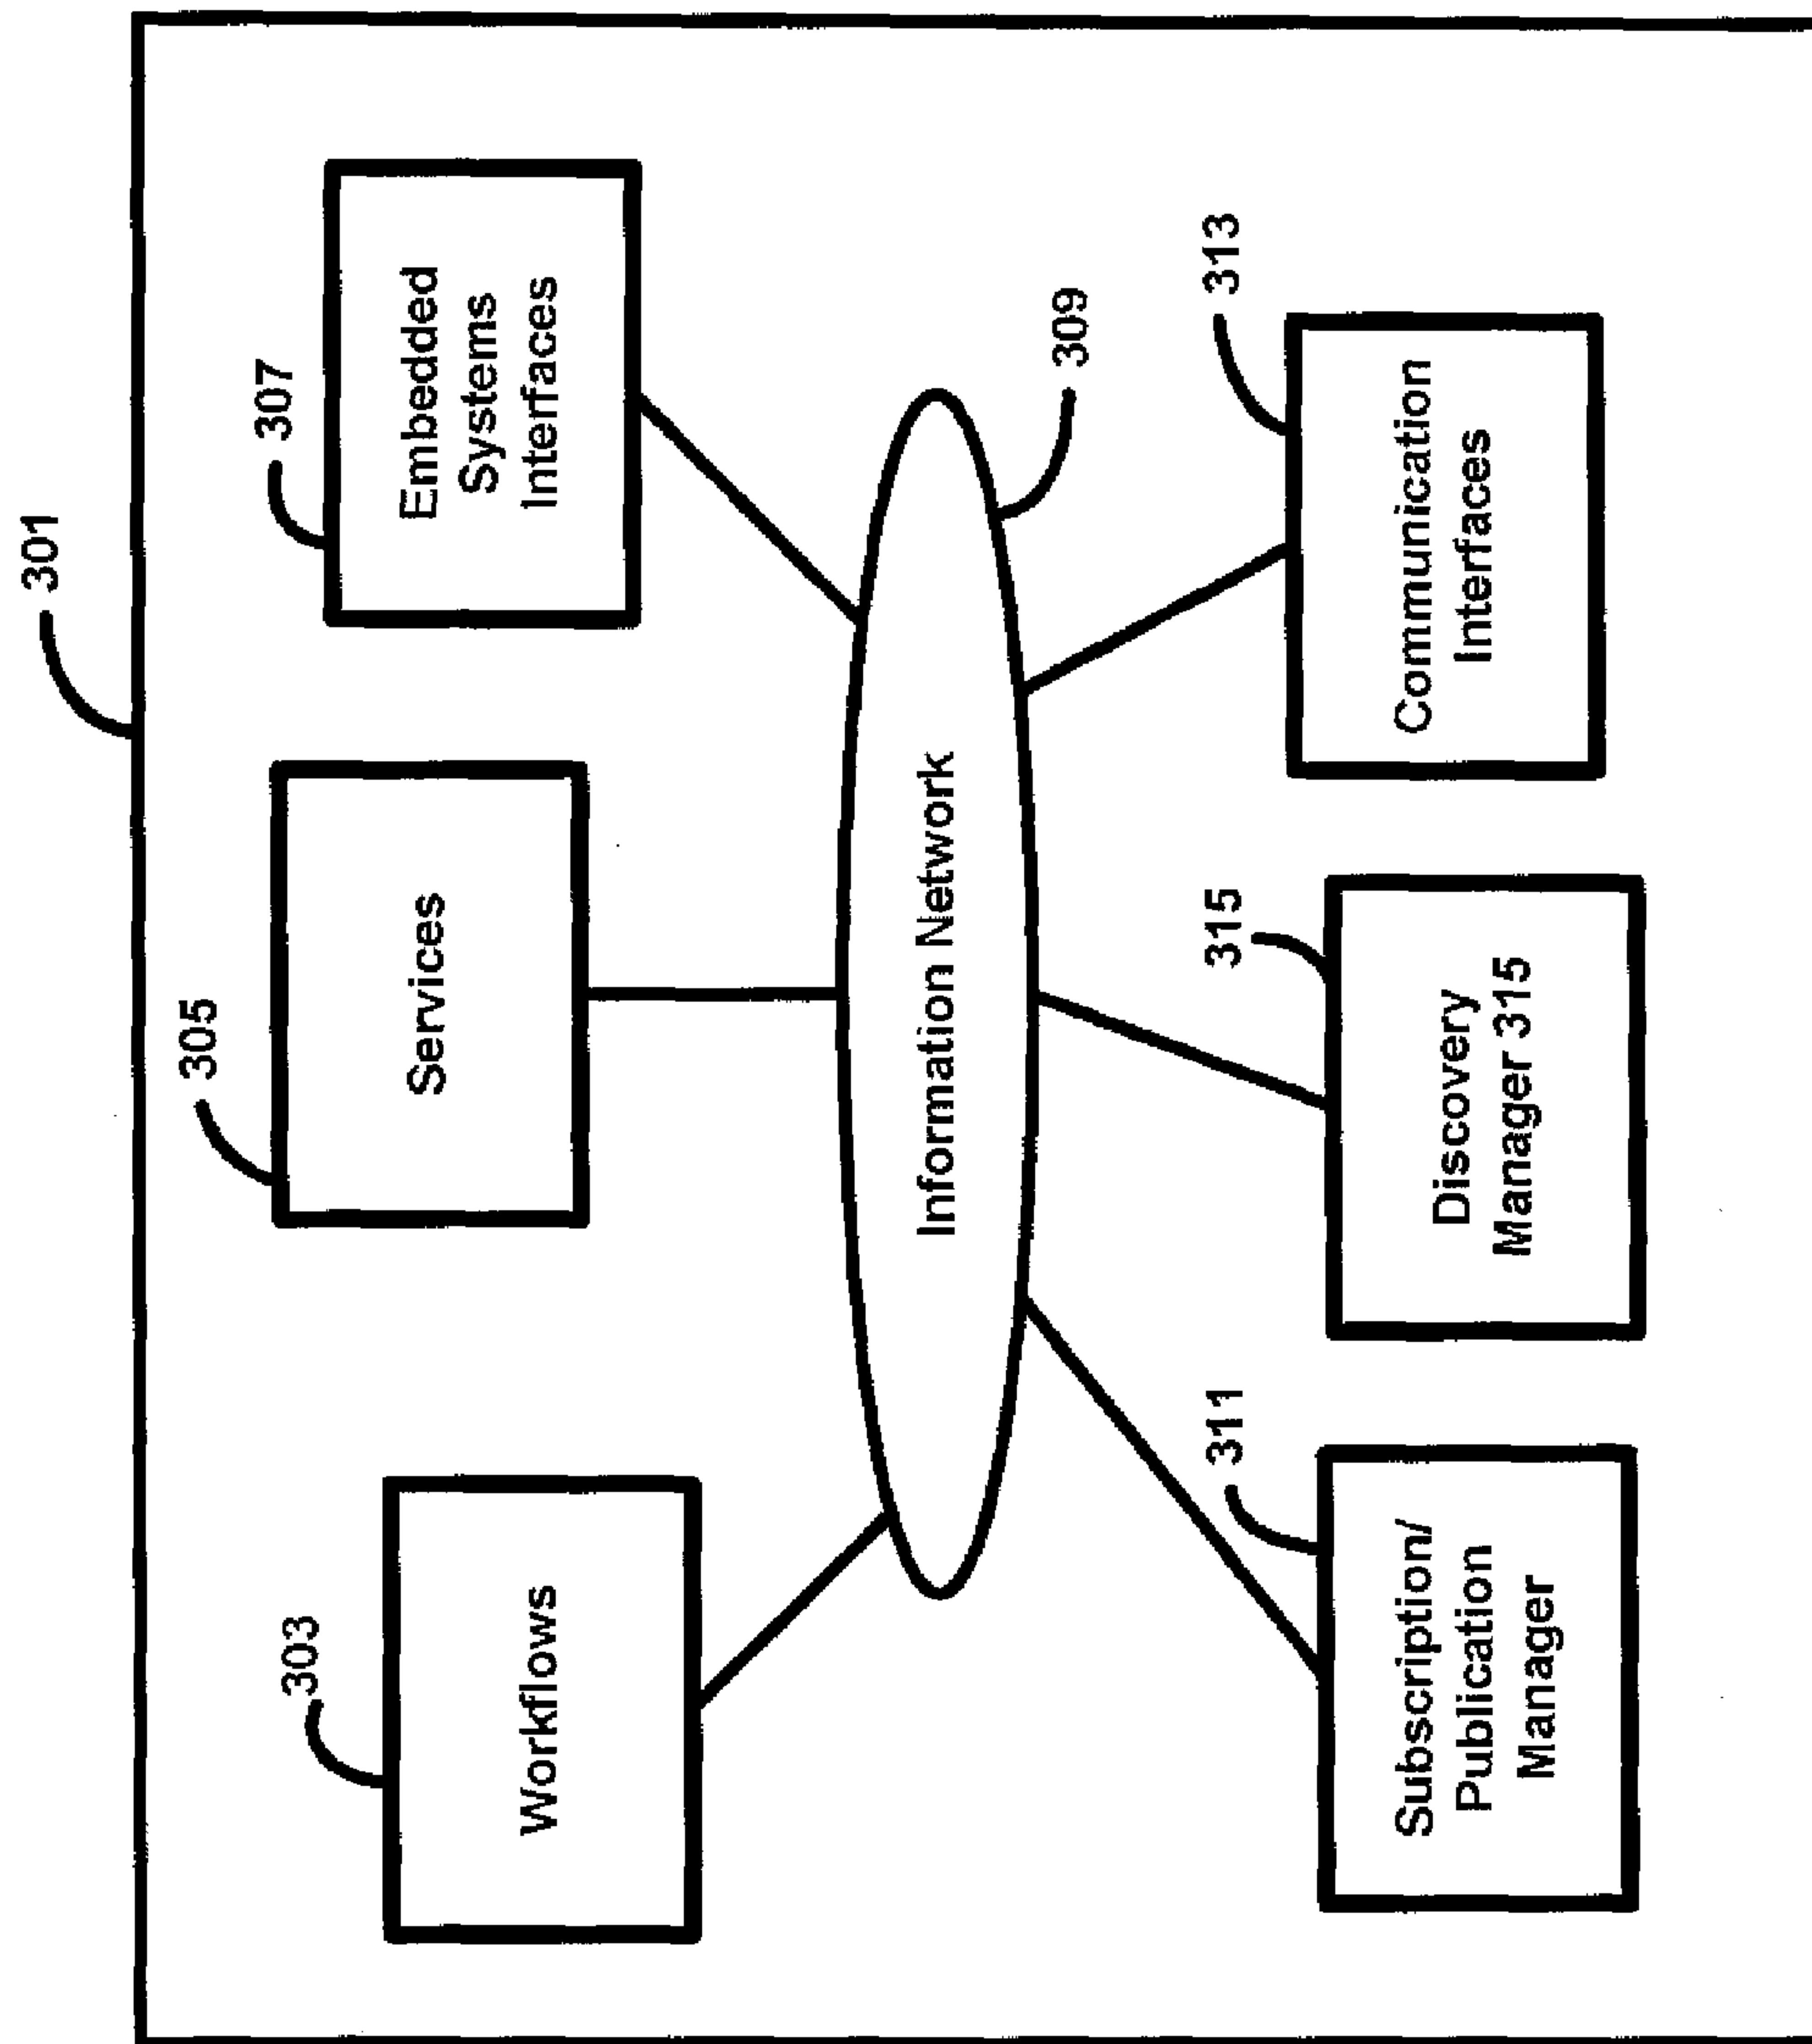 301
303
Workflows
305
Services
307
Embedded
Systems
Interfaces
Information Network
309
311
Subscription/
Publication
Manager
315
Discovery
Manager 315
313
Communication
Interfaces